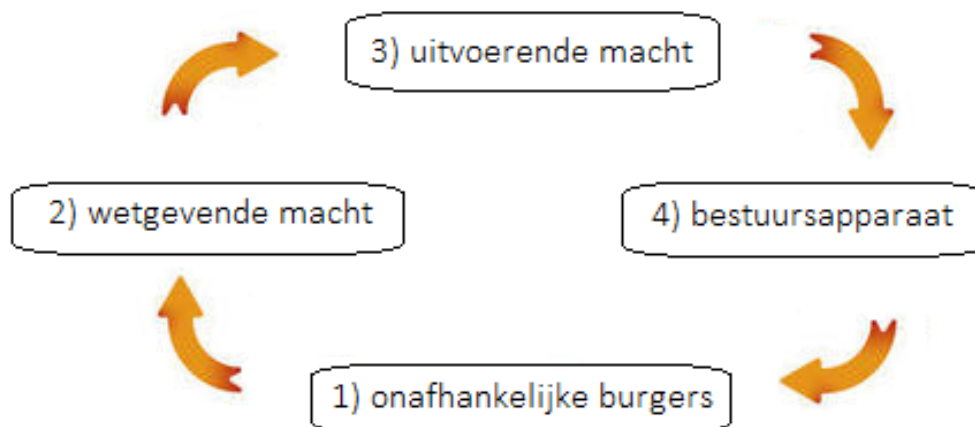 3) uitvoerende macht
2) wetgevende macht
4) bestuursapparaat
1) onafhankelijke burgers